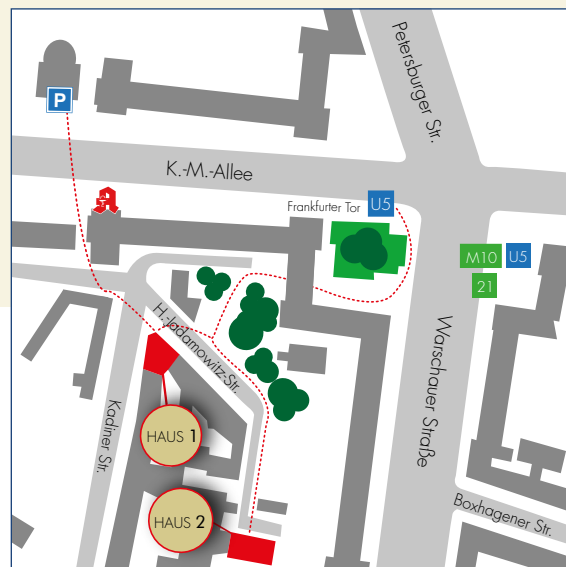 Petersburger Str.
P
K.-M.-Allee
Frankfurter Tor
U5
M10
U5
21
H.-Jadamowitz-Str.
Warschauer Straße
Kadiner Str.
HAUS 1
HAUS 2
Boxhagener Str.